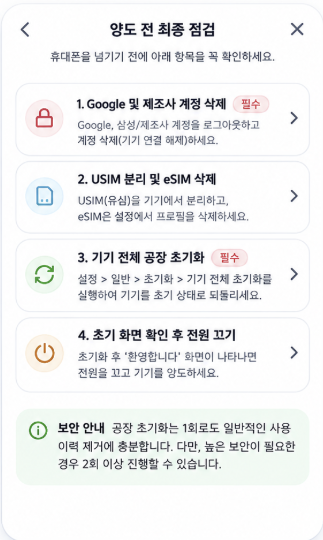 양도 전 최종 점검
휴대폰을 넘기기 전에 아래 항목을 꼭 확인하세요.
1. Google 및 제조사 계정 삭제 필수
Google, 삼성/제조사 계정을 로그아웃하고
계정 삭제(기기 연결 해제)하세요.
2. USIM 분리 및 eSIM 삭제
USIM(유심)을 기기에서 분리하고,
eSIM은 설정에서 프로필을 삭제하세요.
3. 기기 전체 공장 초기화 필수
설정 > 일반 > 초기화 > 기기 전체 초기화를
실행하여 기기를 초기 상태로 되돌리세요.
4. 초기 화면 확인 후 전원 끄기
초기화 후 '환영합니다' 화면이 나타나면
전원을 끄고 기기를 양도하세요.
보안 안내 공장 초기화는 1회로도 일반적인 사용
이력 제거에 충분합니다. 다만, 높은 보안이 필요한
경우 2회 이상 진행할 수 있습니다.